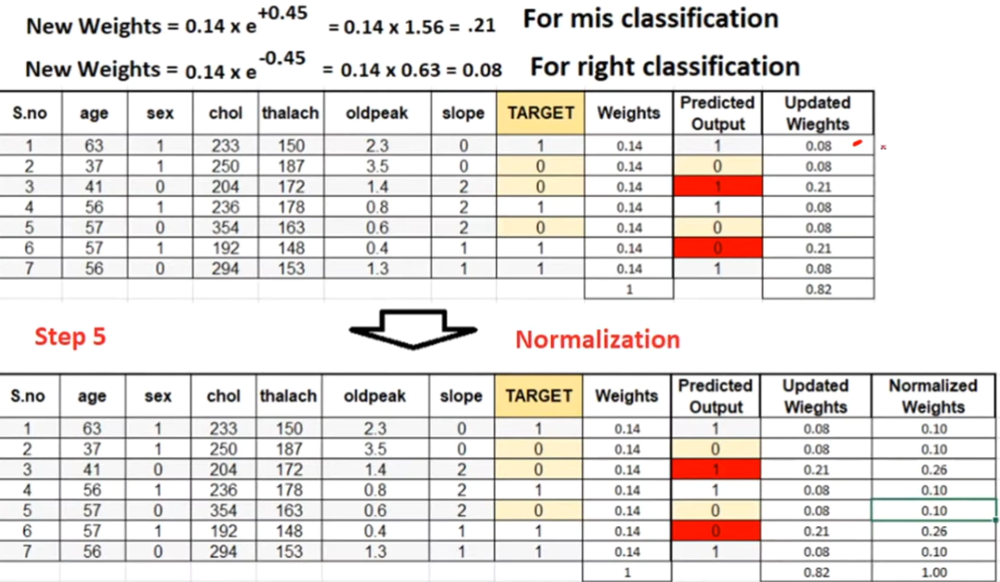 New Weights = 0.14 x e +0.45 = 0.14 x 1.56 = .21 For mis classification
New Weights = 0.14 x e -0.45 = 0.14 x 0.63 = 0.08 For right classification
S.no age sex chol thalach oldpeak slope TARGET Weights Predicted Output Updated Wieghts
1 63 1 233 150 2.3 0 1 0.14 1 0.08
2 37 1 250 187 3.5 0 0 0.14 0 0.08
3 41 0 204 172 1.4 2 0 0.14 1 0.21
4 56 1 236 178 0.8 2 1 0.14 1 0.08
5 57 0 354 163 0.6 2 0 0.14 0 0.08
6 57 1 192 148 0.4 1 1 0.14 0 0.21
7 56 0 294 153 1.3 1 1 0.14 1 0.08
1 0.82
Step 5 Normalization
S.no age sex chol thalach oldpeak slope TARGET Weights Predicted Output Updated Wieghts Normalized Weights
1 63 1 233 150 2.3 0 1 0.14 1 0.08 0.10
2 37 1 250 187 3.5 0 0 0.14 0 0.08 0.10
3 41 0 204 172 1.4 2 0 0.14 1 0.21 0.26
4 56 1 236 178 0.8 2 1 0.14 1 0.08 0.10
5 57 0 354 163 0.6 2 0 0.14 0 0.08 0.10
6 57 1 192 148 0.4 1 1 0.14 0 0.21 0.26
7 56 0 294 153 1.3 1 1 0.14 1 0.08 0.10
1 0.82 1.00